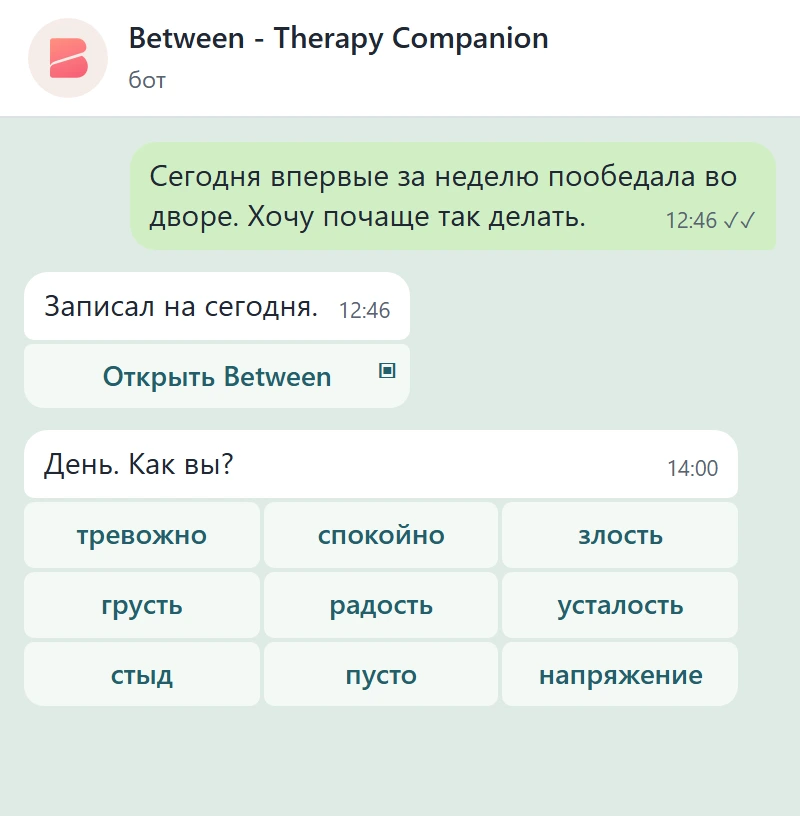 Between - Therapy Companion
бот
Сегодня впервые за неделю пообедала во
дворе. Хочу почаще так делать. 12:46
Записал на сегодня. 12:46
Открыть Between
День. Как вы? 14:00
тревожно спокойно злость
грусть радость усталость
стыд пусто напряжение